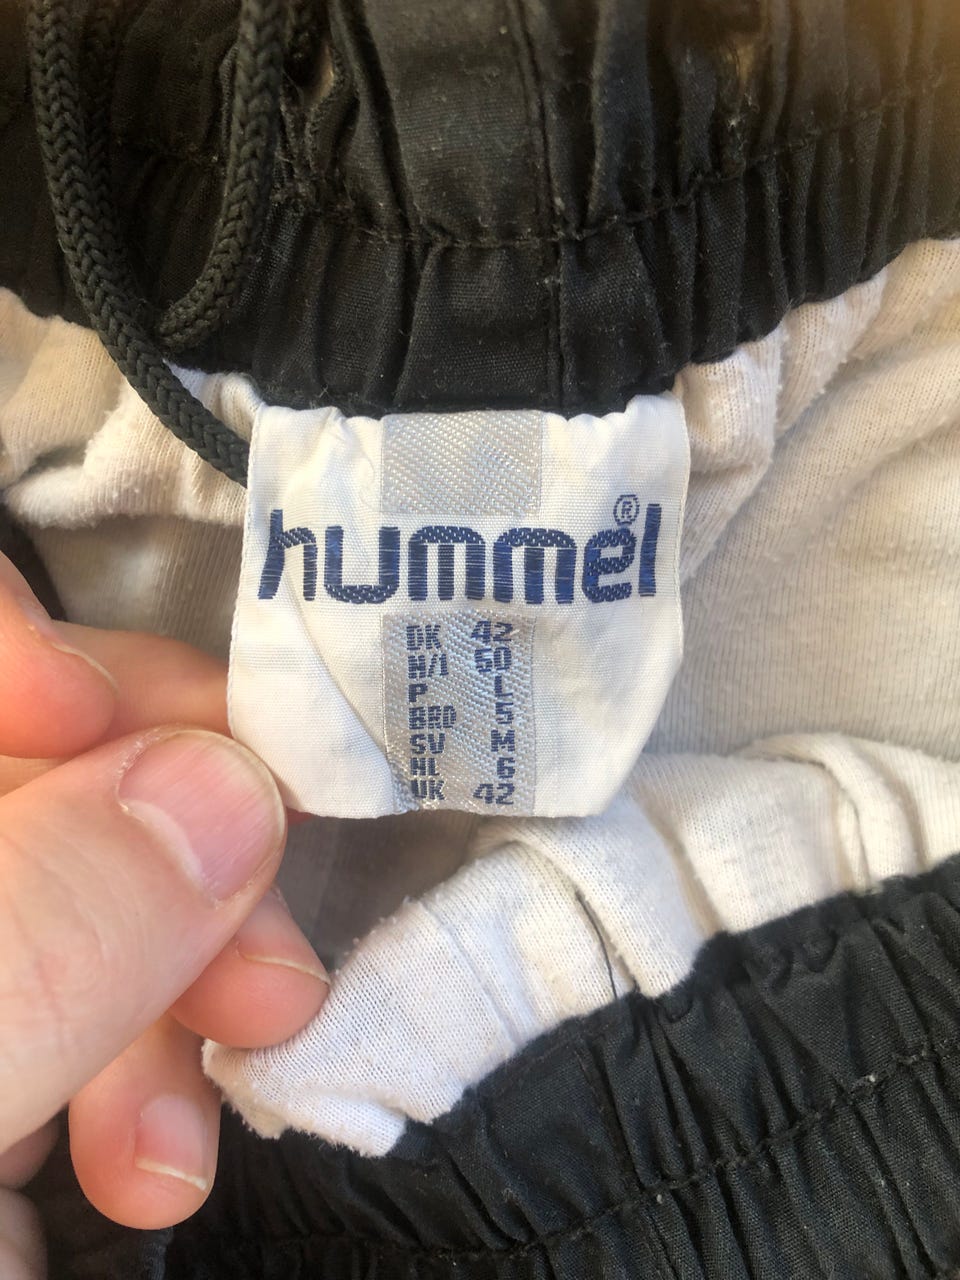 hummel®
DK 42
N/I 50
P L
BRD 5
SV M
NL 6
UK 42